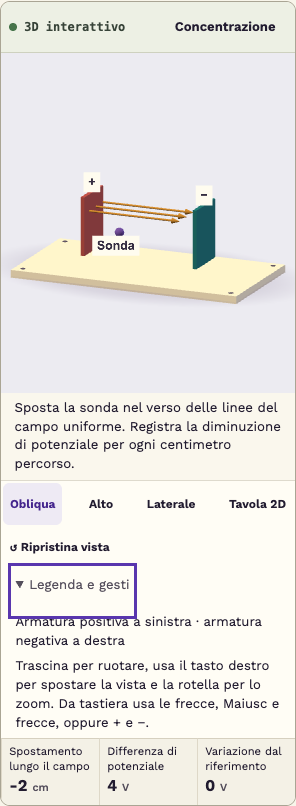 3D interattivo
Concentrazione
+
−
Sonda
Sposta la sonda nel verso delle linee del
campo uniforme. Registra la diminuzione
di potenziale per ogni centimetro
percorso.
Obliqua
Alto
Laterale
Tavola 2D
↺ Ripristina vista
▼ Legenda e gesti
Armatura positiva a sinistra · armatura
negativa a destra
Trascina per ruotare, usa il tasto destro
per spostare la vista e la rotella per lo
zoom. Da tastiera usa le frecce, Maiusc e
frecce, oppure + e −.
Spostamento
lungo il campo
-2 cm
Differenza di
potenziale
4 V
Variazione dal
riferimento
0 V